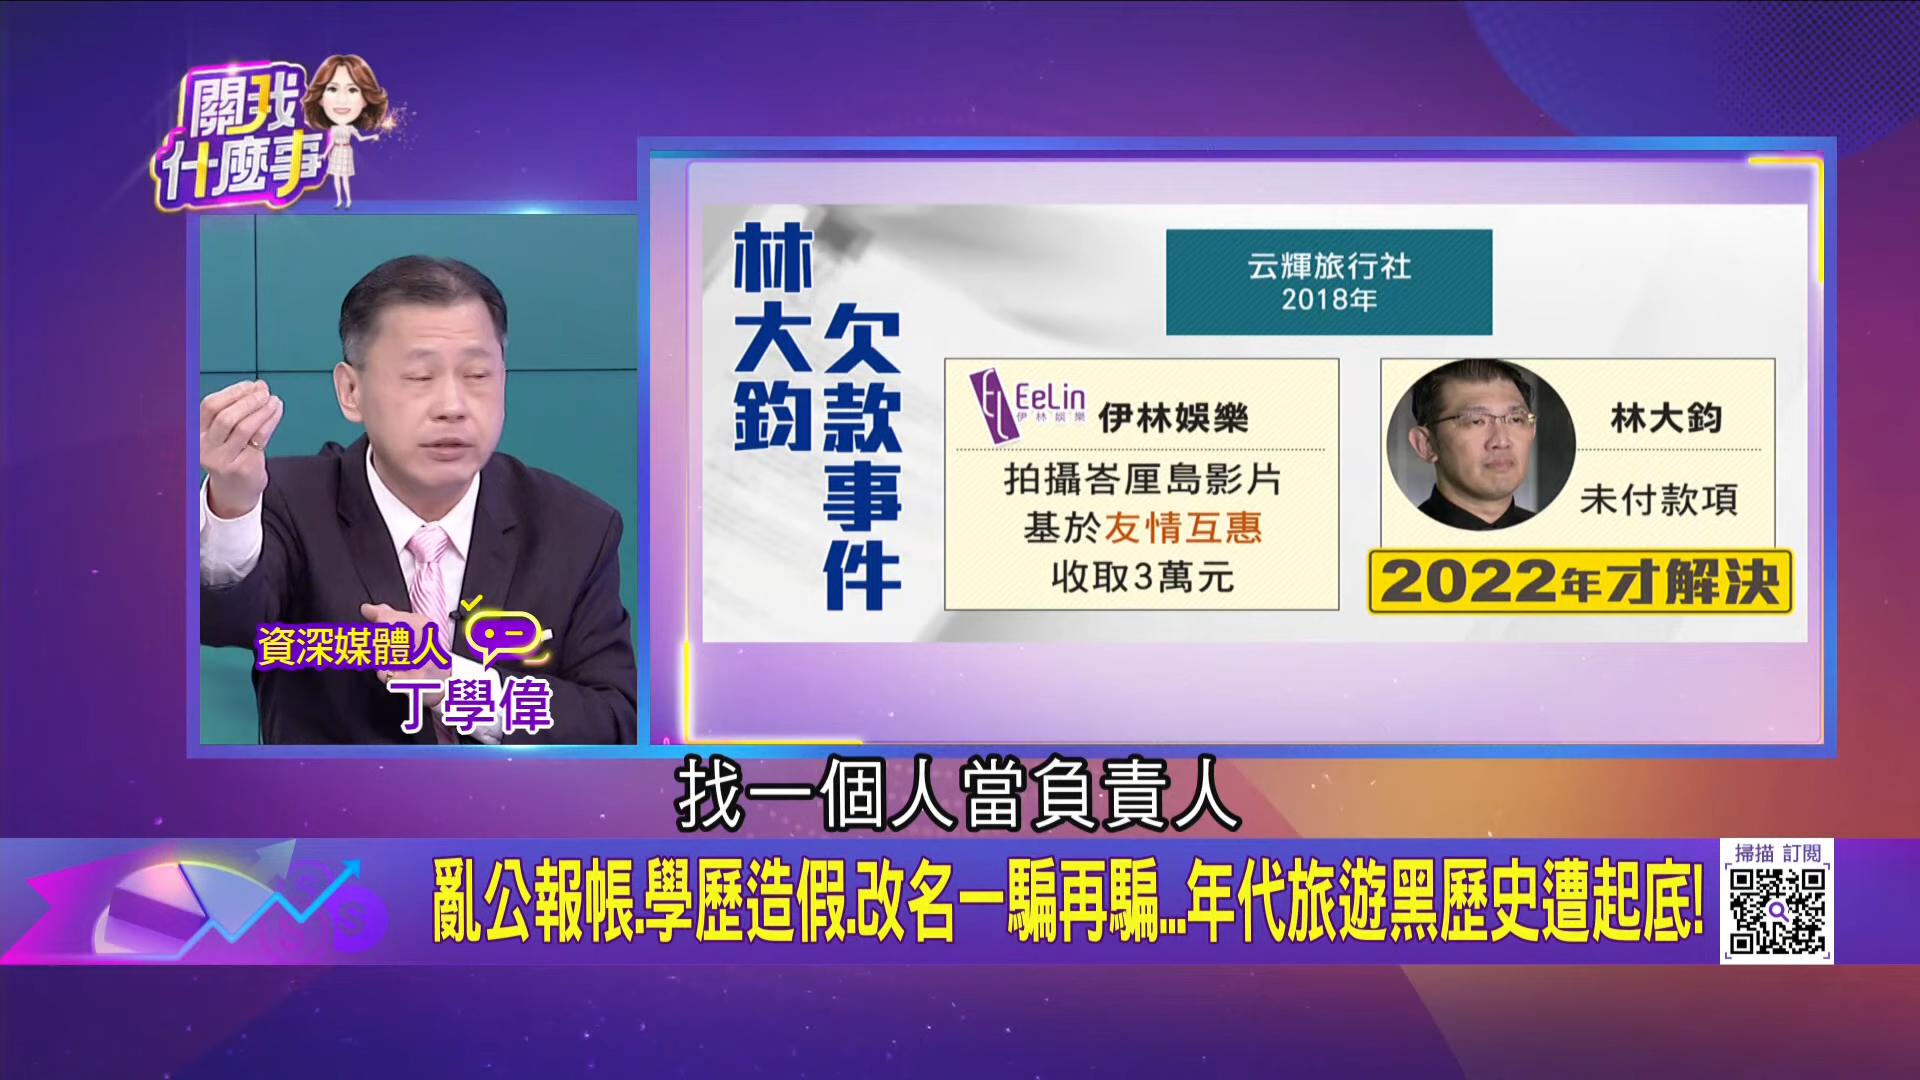 關我
什麼事
林大鈞
欠款事件
云輝旅行社
2018年
EeLin
伊林娛樂
伊林娛樂
拍攝峇厘島影片
基於友情互惠
收取3萬元
林大鈞
未付款項
2022年才解決
資深媒體人
丁學偉
找一個人當負責人
亂公報帳.學歷造假.改名一騙再騙...年代旅遊黑歷史遭起底!
掃描 訂閱